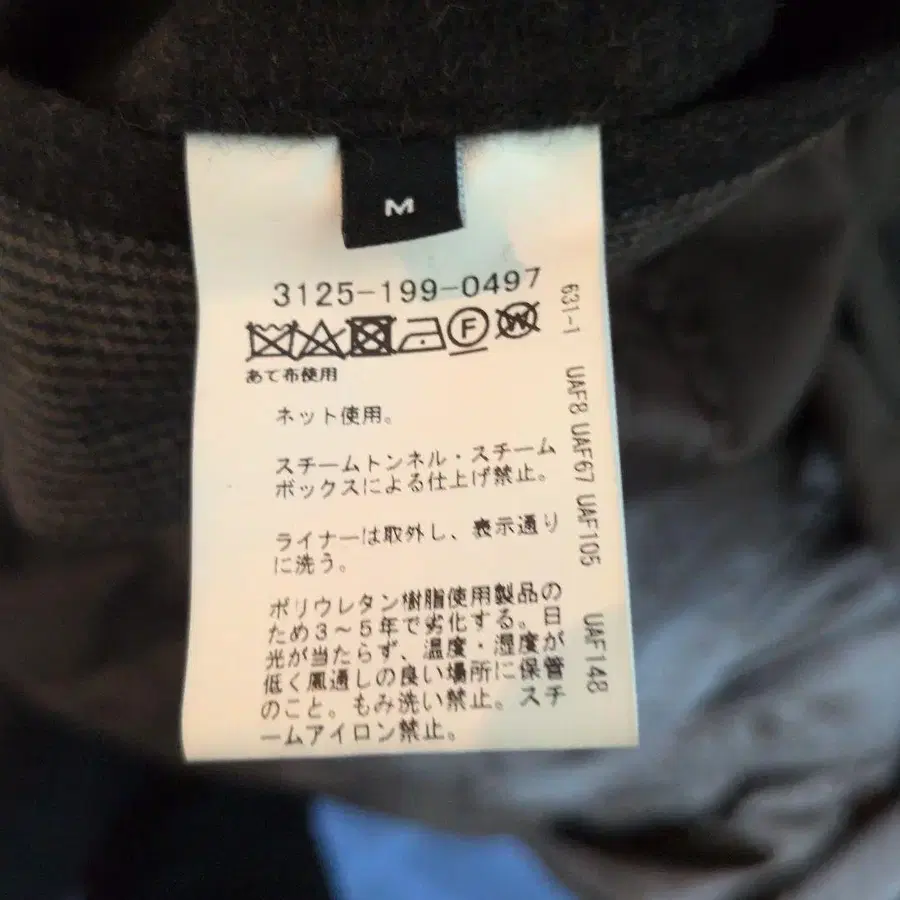 M
3125-199-0497
F
W
あて布使用
ネット使用。
スチームトンネル・スチーム
ボックスによる仕上げ禁止。
ライナーは取外し、表示通り
に洗う。
ポリウレタン樹脂使用製品の
ため3～5年で劣化する。日
光が当たらず、温度・湿度が
低く風通しの良い場所に保管
のこと。もみ洗い禁止。スチ
ームアイロン禁止。
631-1 UAF8 UAF67 UAF105 UAF148